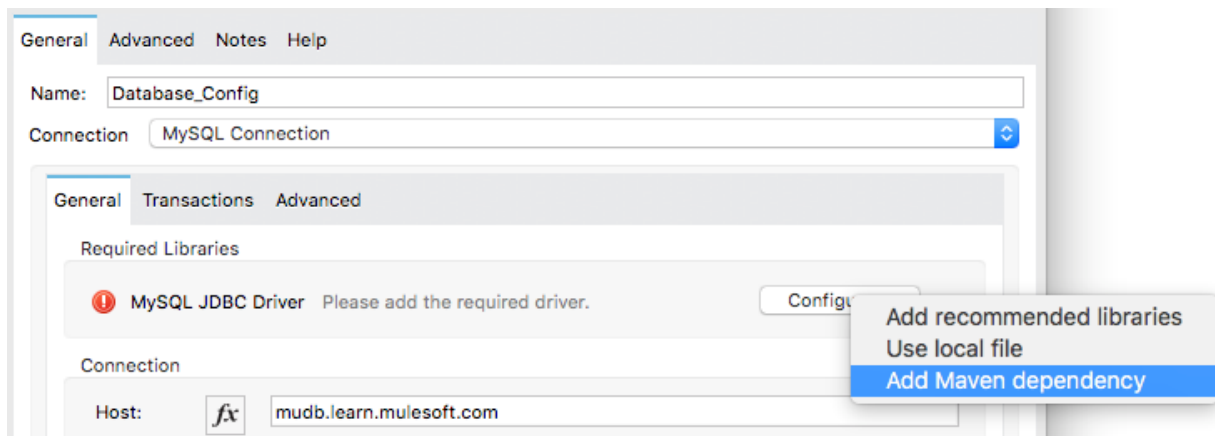 General Advanced Notes Help
Name: Database_Config
Connection MySQL Connection
General Transactions Advanced
Required Libraries
MySQL JDBC Driver Please add the required driver.
Add recommended libraries
Use local file
Add Maven dependency
Connection
Host: fx mudb.learn.mulesoft.com